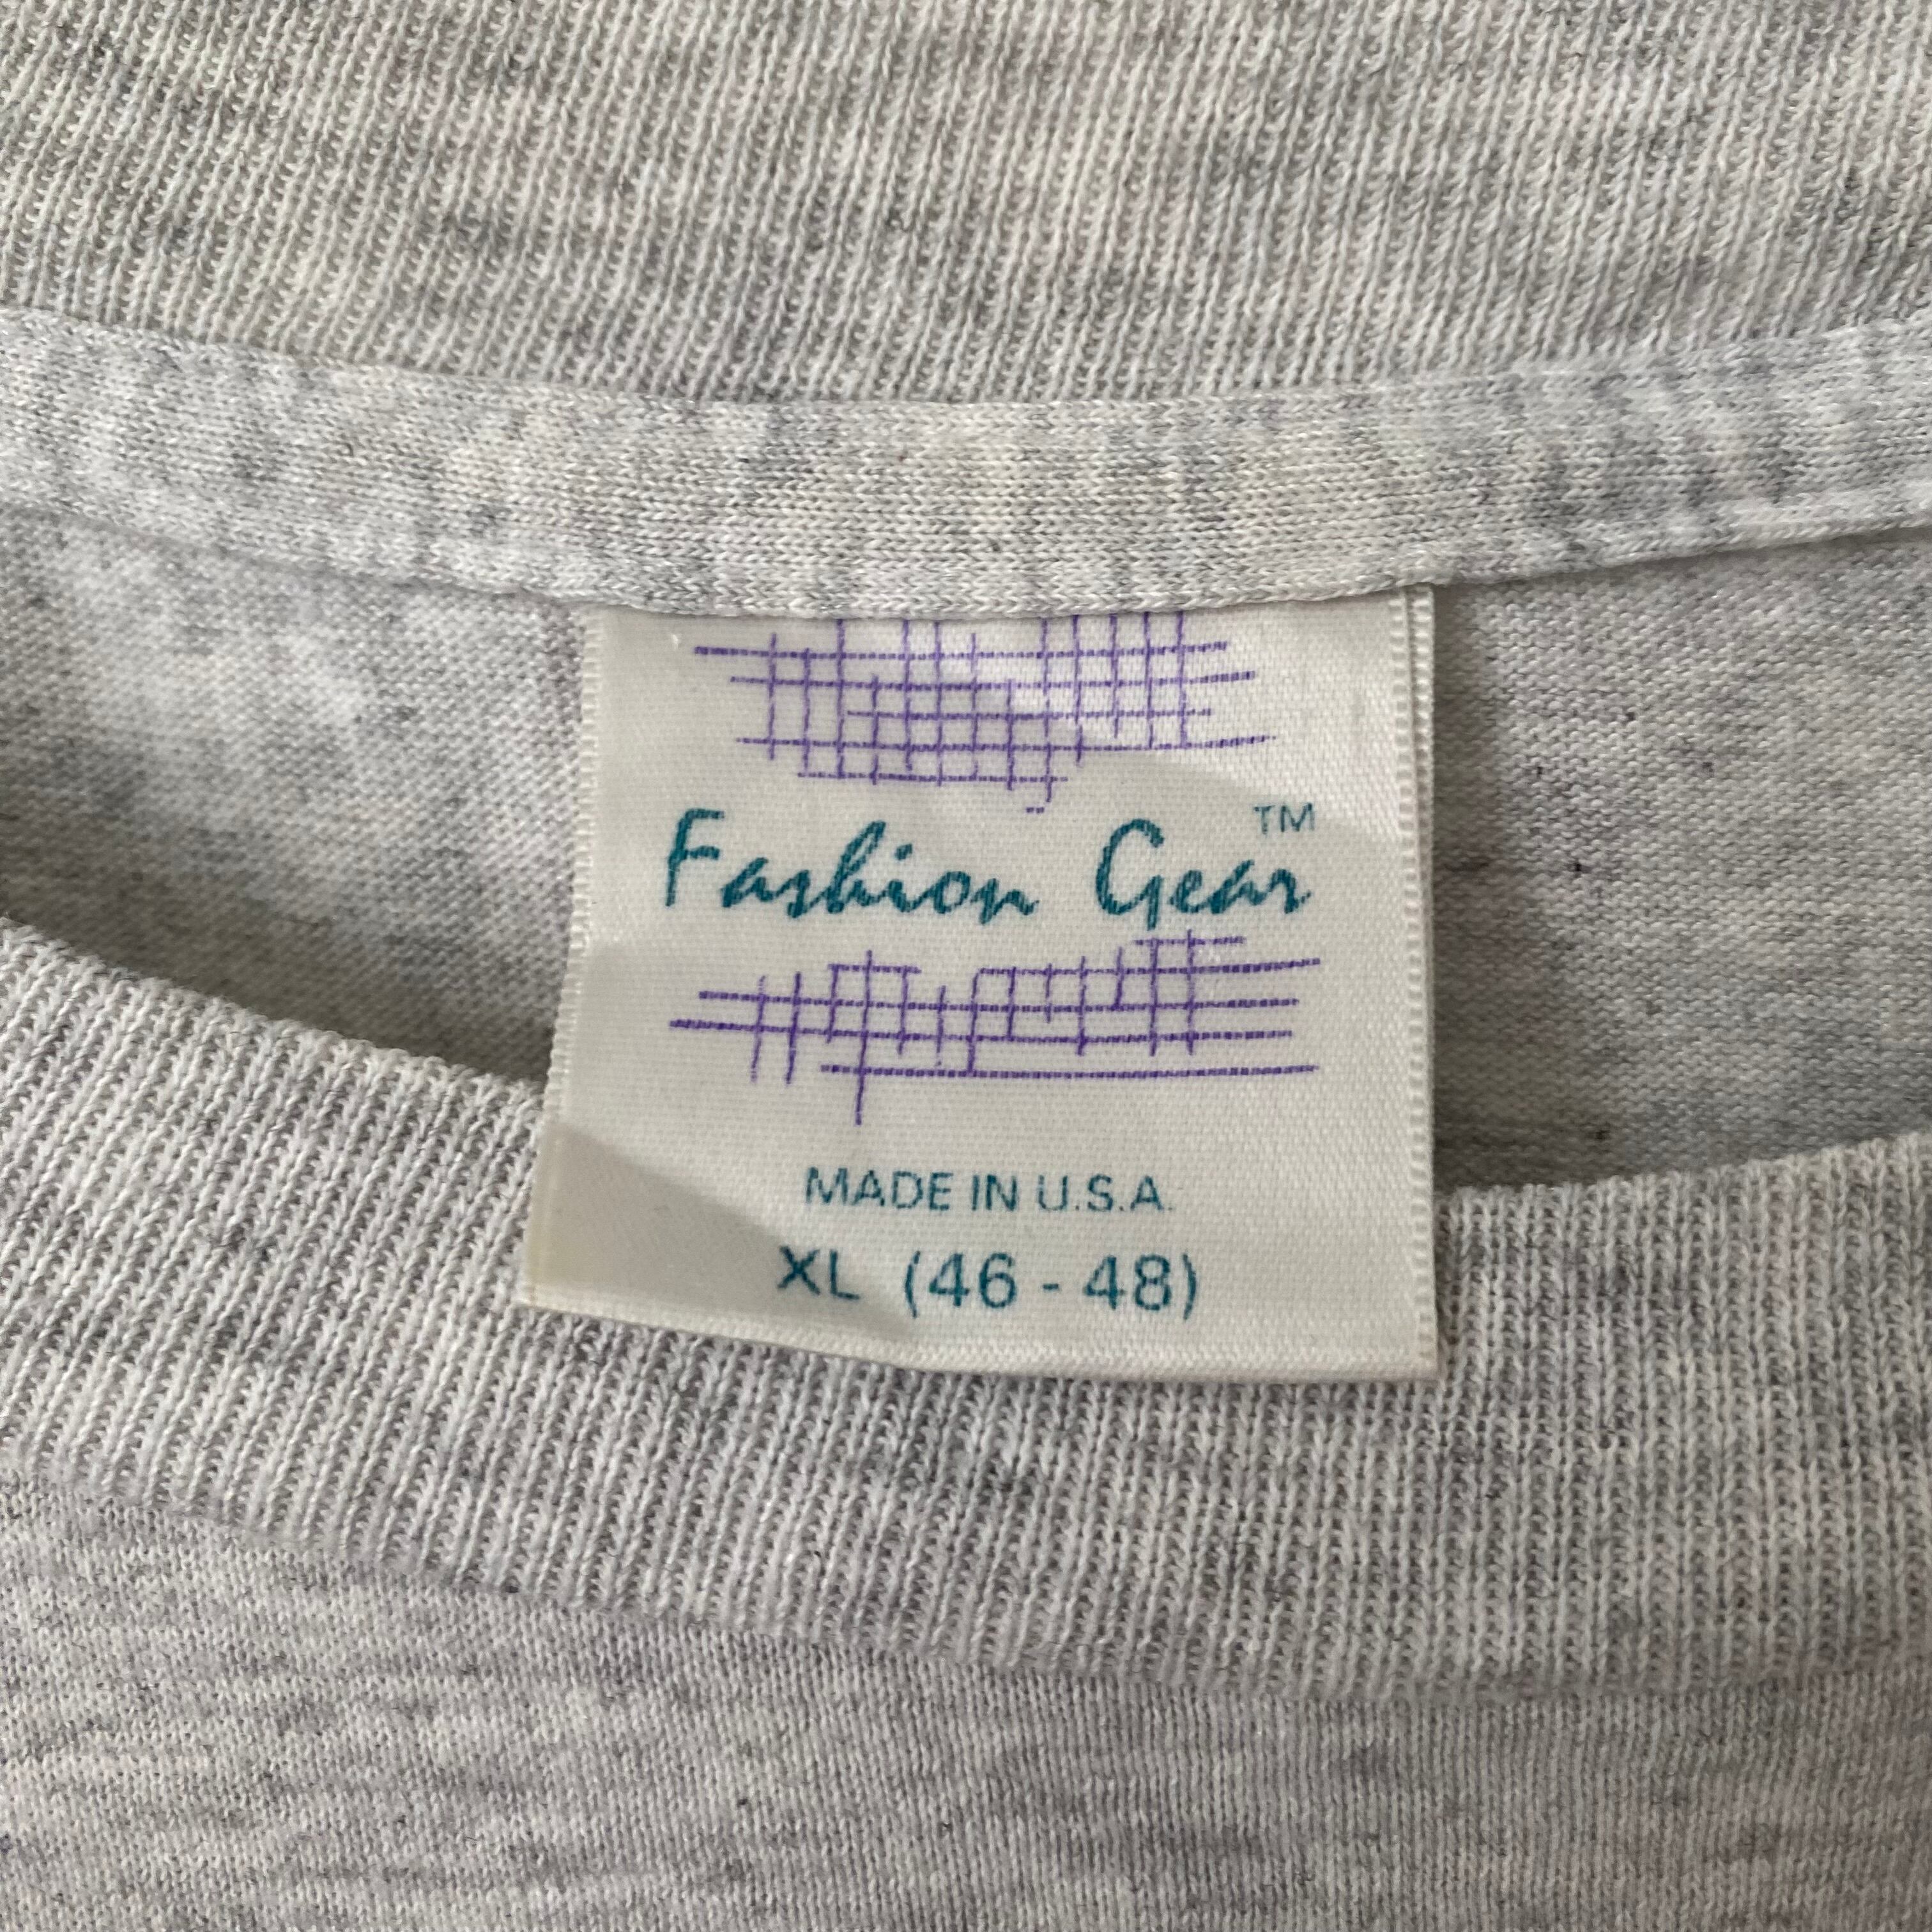 Fashion Gear™
MADE IN U.S.A.
XL (46 - 48)